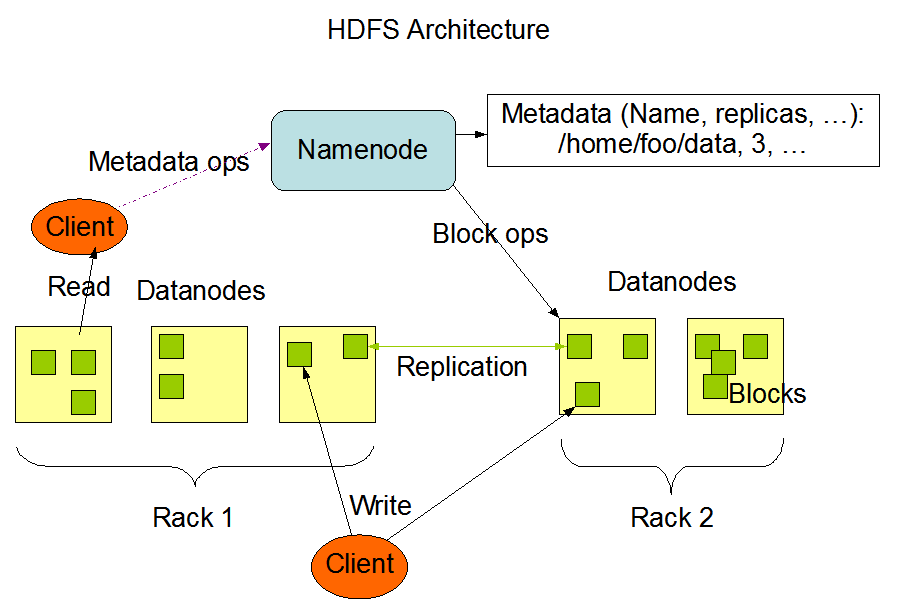 HDFS Architecture
Metadata (Name, replicas, …):
/home/foo/data, 3, …
Namenode
Metadata ops
Client
Block ops
Read
Datanodes
Datanodes
Replication
Blocks
Rack 1
Write
Rack 2
Client